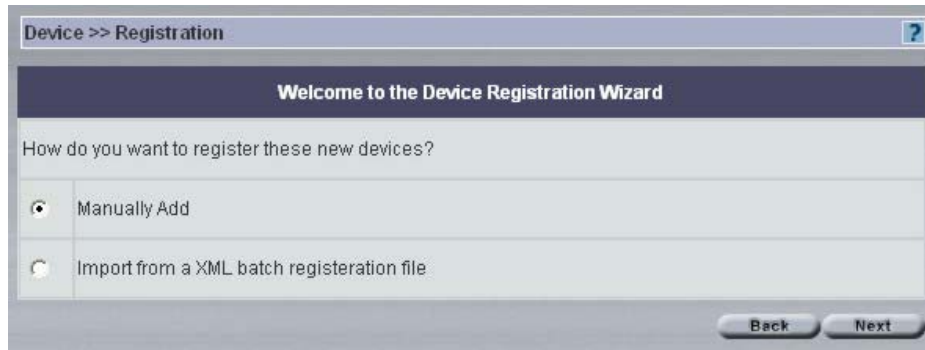 Device >> Registration
?
Welcome to the Device Registration Wizard
How do you want to register these new devices?
Manually Add
Import from a XML batch registeration file
Back
Next